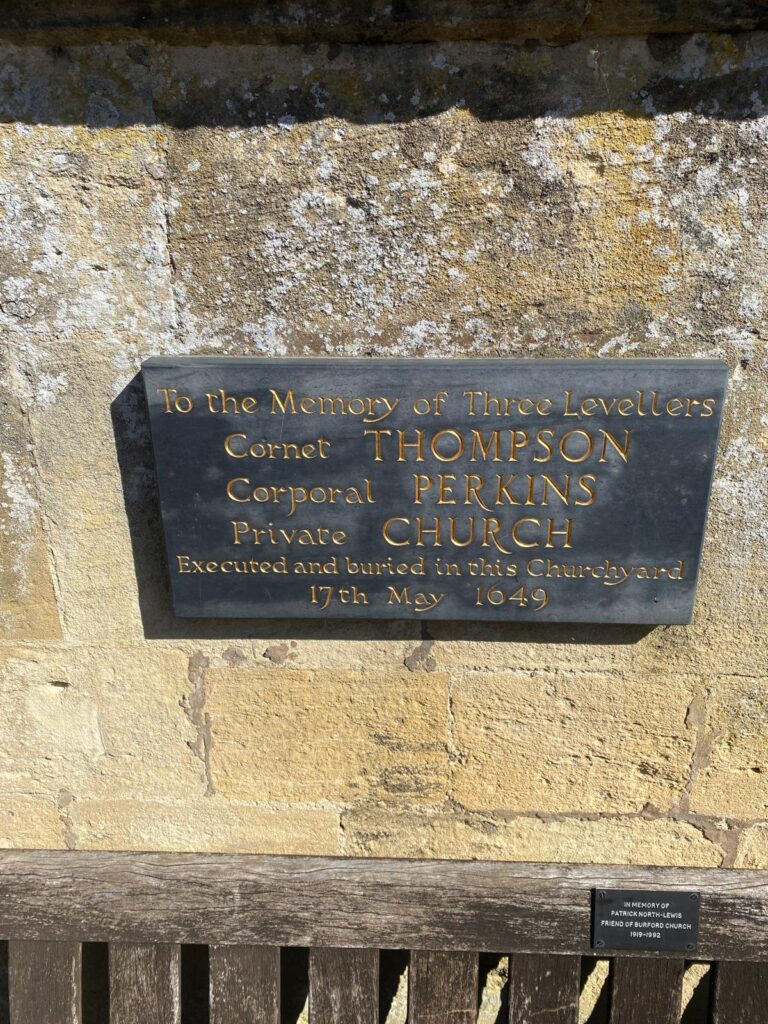 To the Memory of Three Levellers
Cornet THOMPSON
Corporal PERKINS
Private CHURCH
Executed and buried in this Churchyard
17th May 1649
IN MEMORY OF
PATRICK NORTH-LEWIS
FRIEND OF BURFORD CHURCH
1919-1992